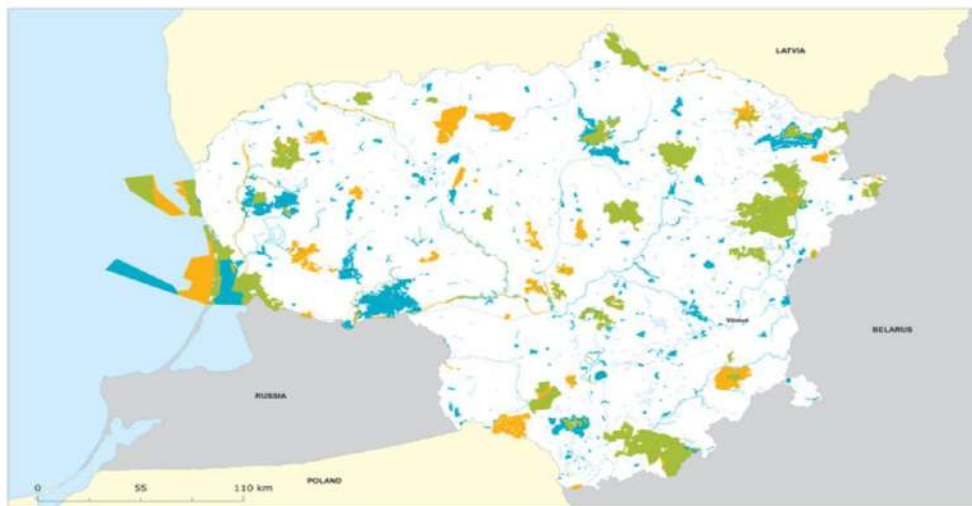 LATVIA
Vilnius
BELARUS
RUSSIA
POLAND
0 55 110 km